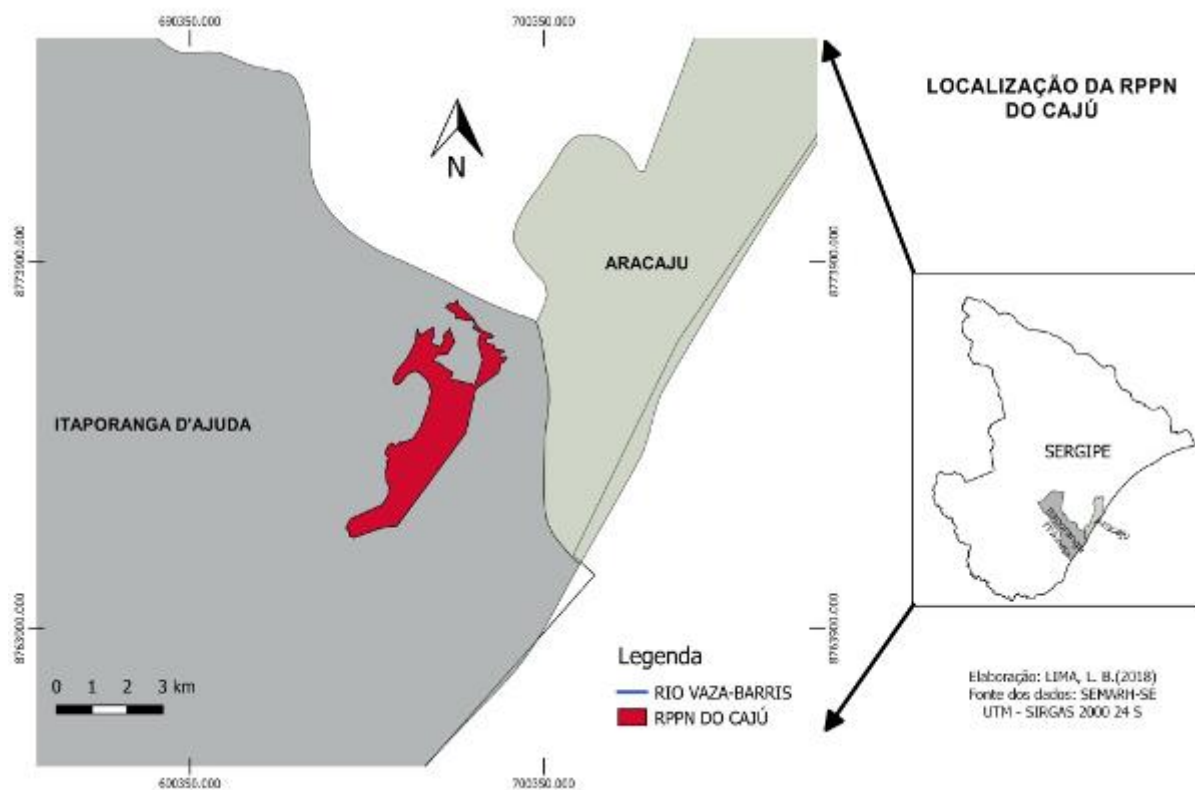 690350.000
700350.000
LOCALIZAÇÃO DA RPPN
DO CAJÚ
N
8773900.000
8773900.000
ARACAJU
ITAPORANGA D'AJUDA
SERGIPE
8763900.000
8763900.000
Legenda
RIO VAZA-BARRIS
RPPN DO CAJÚ
0 1 2 3 km
Elaboração: LIMA, L. B.(2018)
Fonte dos dados: SEMARH-SE
UTM - SIRGAS 2000 24 S
690350.000
700350.000